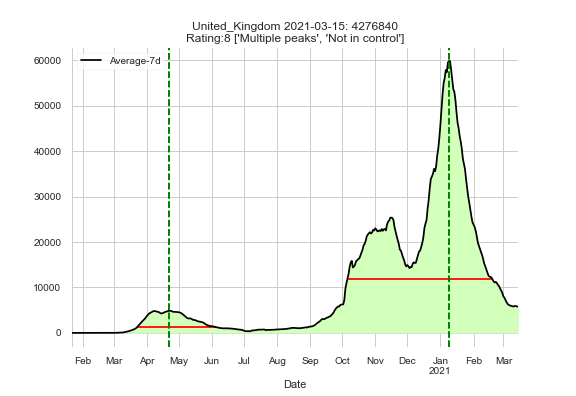 United_Kingdom 2021-03-15: 4276840
Rating:8 ['Multiple peaks', 'Not in control']
Average-7d
60000
50000
40000
30000
20000
10000
0
Feb Mar Apr May Jun Jul Aug Sep Oct Nov Dec Jan Feb Mar
2021
Date